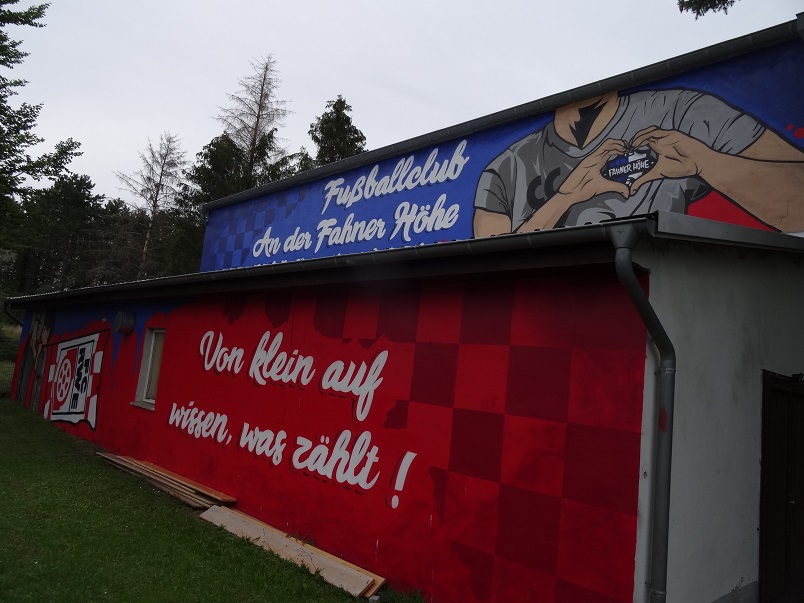 Fußballclub
An der Fahner Höhe
FAHNER HÖHE
Von klein auf
wissen, was zählt!